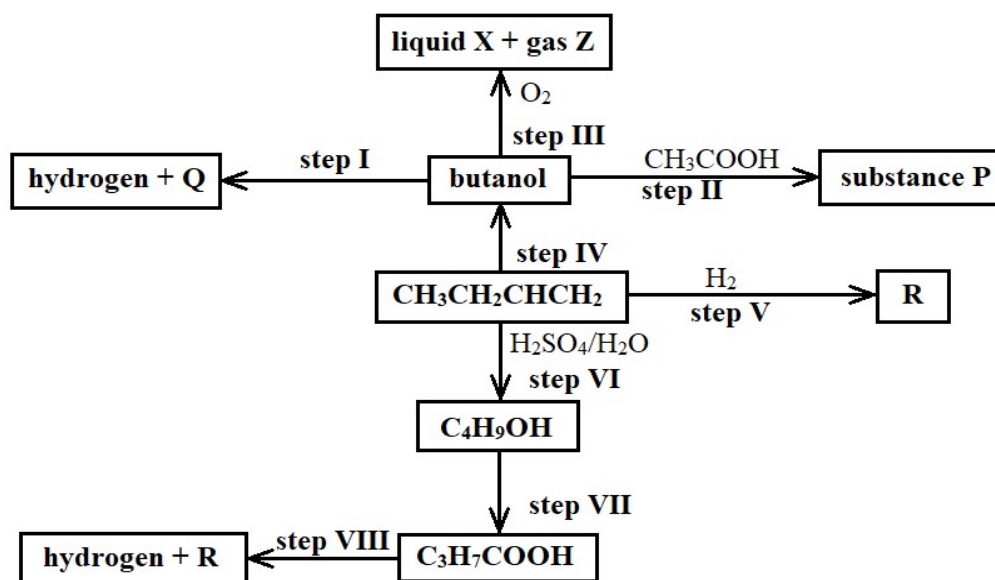 liquid X + gas Z
O₂
step III
step I
CH₃COOH
hydrogen + Q
butanol
substance P
step II
step IV
H₂
CH₃CH₂CHCH₂
R
step V
H₂SO₄/H₂O
step VI
C₄H₉OH
step VII
step VIII
hydrogen + R
C₃H₇COOH